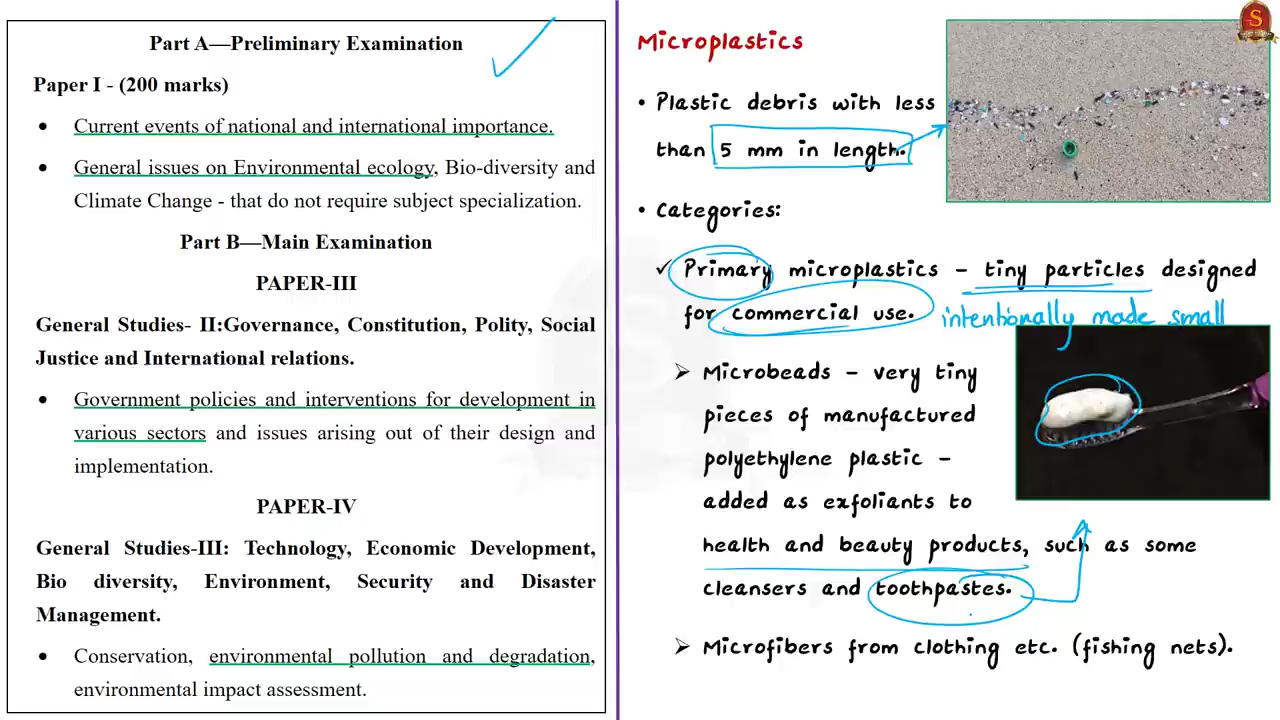 Part A—Preliminary Examination
Paper I - (200 marks)
● Current events of national and international importance.
● General issues on Environmental ecology, Bio-diversity and
Climate Change - that do not require subject specialization.
Part B—Main Examination
PAPER-III
General Studies- II:Governance, Constitution, Polity, Social
Justice and International relations.
● Government policies and interventions for development in
various sectors and issues arising out of their design and
implementation.
PAPER-IV
General Studies-III: Technology, Economic Development,
Bio diversity, Environment, Security and Disaster
Management.
● Conservation, environmental pollution and degradation,
environmental impact assessment.
Microplastics
• Plastic debris with less
than 5 mm in length.
• Categories:
✓ Primary microplastics – tiny particles designed
for commercial use. intentionally made small
➢ Microbeads – very tiny
pieces of manufactured
polyethylene plastic –
added as exfoliants to
health and beauty products, such as some
cleansers and toothpastes.
➢ Microfibers from clothing etc. (fishing nets).
S